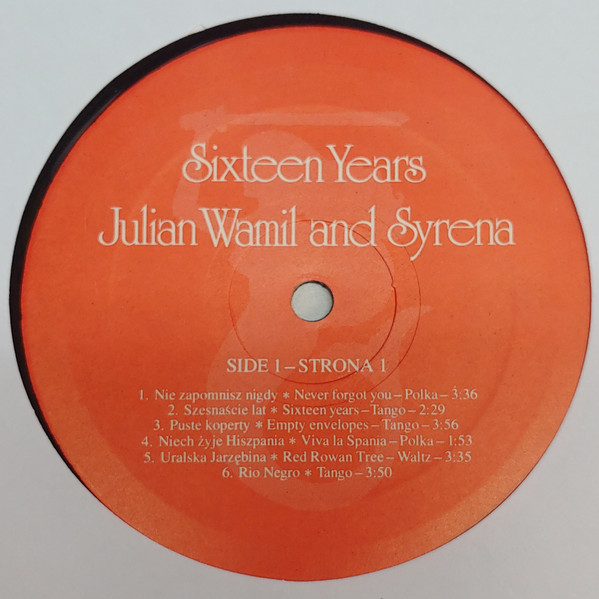 Sixteen Years
Julian Wamil and Syrena
SIDE 1 – STRONA 1
1. Nie zapomnisz nigdy * Never forgot you – Polka – 3:36
2. Szesnaście lat * Sixteen years – Tango – 2:29
3. Puste koperty * Empty envelopes – Tango – 3:56
4. Niech żyje Hiszpania * Viva la Spania – Polka – 1:53
5. Uralska Jarzębina * Red Rowan Tree – Waltz – 3:35
6. Rio Negro * Tango – 3:50